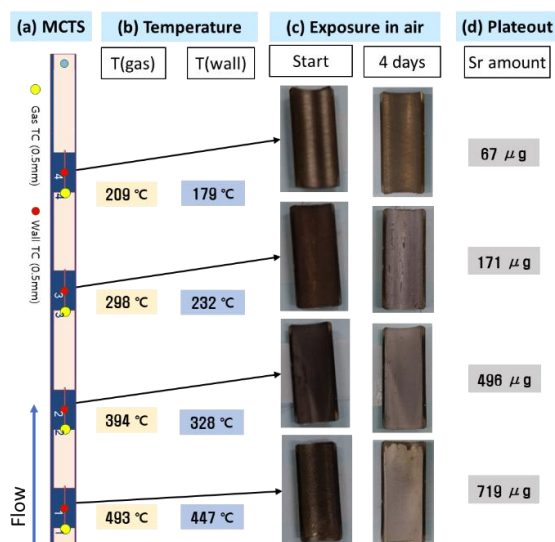 (a) MCTS
(b) Temperature
(c) Exposure in air
(d) Plateout
T(gas)
T(wall)
Start
4 days
Sr amount
Gas TC (0.5mm)
Wall TC (0.5mm)
4
4
209 ℃
179 ℃
67 μg
3
3
298 ℃
232 ℃
171 μg
2
2
394 ℃
328 ℃
496 μg
1
1
493 ℃
447 ℃
719 μg
Flow